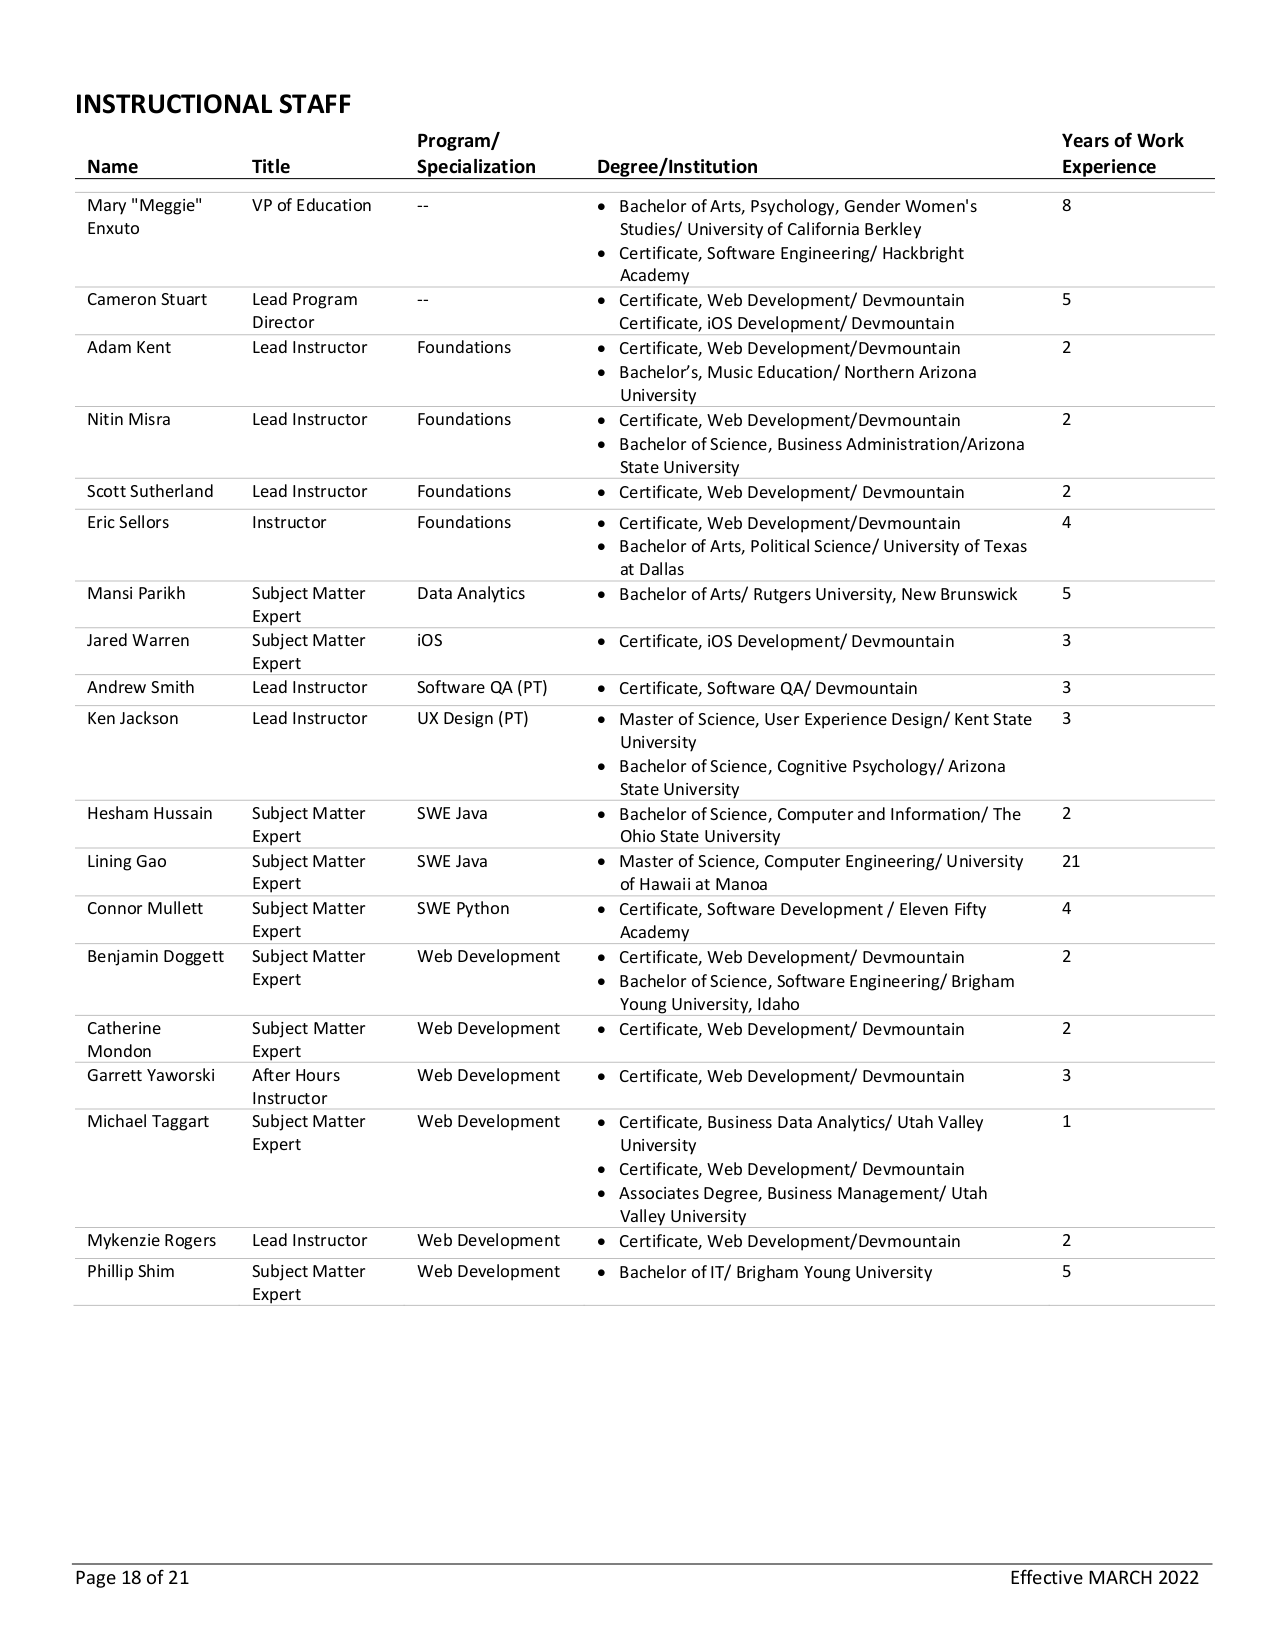 INSTRUCTIONAL STAFF
Program/ Years of Work
Name Title Specialization Degree/Institution Experience
Mary "Meggie" VP of Education -- • Bachelor of Arts, Psychology, Gender Women's 8
Enxuto Studies/ University of California Berkley
• Certificate, Software Engineering/ Hackbright
Academy
Cameron Stuart Lead Program -- • Certificate, Web Development/ Devmountain 5
Director Certificate, iOS Development/ Devmountain
Adam Kent Lead Instructor Foundations • Certificate, Web Development/Devmountain 2
• Bachelor’s, Music Education/ Northern Arizona
University
Nitin Misra Lead Instructor Foundations • Certificate, Web Development/Devmountain 2
• Bachelor of Science, Business Administration/Arizona
State University
Scott Sutherland Lead Instructor Foundations • Certificate, Web Development/ Devmountain 2
Eric Sellors Instructor Foundations • Certificate, Web Development/Devmountain 4
• Bachelor of Arts, Political Science/ University of Texas
at Dallas
Mansi Parikh Subject Matter Data Analytics • Bachelor of Arts/ Rutgers University, New Brunswick 5
Expert
Jared Warren Subject Matter iOS • Certificate, iOS Development/ Devmountain 3
Expert
Andrew Smith Lead Instructor Software QA (PT) • Certificate, Software QA/ Devmountain 3
Ken Jackson Lead Instructor UX Design (PT) • Master of Science, User Experience Design/ Kent State 3
University
• Bachelor of Science, Cognitive Psychology/ Arizona
State University
Hesham Hussain Subject Matter SWE Java • Bachelor of Science, Computer and Information/ The 2
Expert Ohio State University
Lining Gao Subject Matter SWE Java • Master of Science, Computer Engineering/ University 21
Expert of Hawaii at Manoa
Connor Mullett Subject Matter SWE Python • Certificate, Software Development / Eleven Fifty 4
Expert Academy
Benjamin Doggett Subject Matter Web Development • Certificate, Web Development/ Devmountain 2
Expert • Bachelor of Science, Software Engineering/ Brigham
Young University, Idaho
Catherine Subject Matter Web Development • Certificate, Web Development/ Devmountain 2
Mondon Expert
Garrett Yaworski After Hours Web Development • Certificate, Web Development/ Devmountain 3
Instructor
Michael Taggart Subject Matter Web Development • Certificate, Business Data Analytics/ Utah Valley 1
Expert University
• Certificate, Web Development/ Devmountain
• Associates Degree, Business Management/ Utah
Valley University
Mykenzie Rogers Lead Instructor Web Development • Certificate, Web Development/Devmountain 2
Phillip Shim Subject Matter Web Development • Bachelor of IT/ Brigham Young University 5
Expert
Page 18 of 21 Effective MARCH 2022